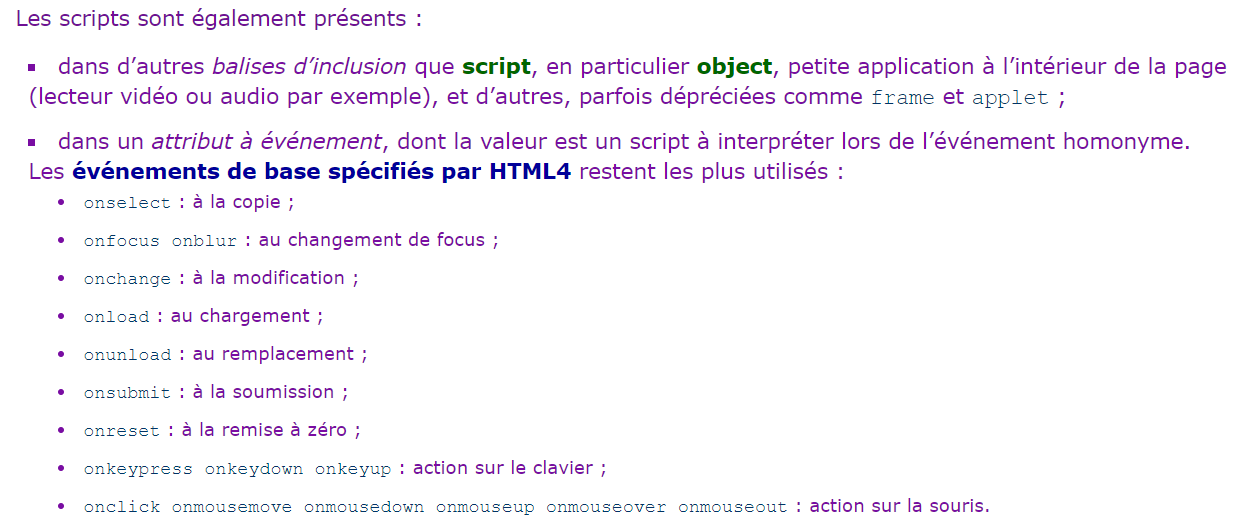 Les scripts sont également présents :
dans d’autres balises d’inclusion que script, en particulier object, petite application à l’intérieur de la page
(lecteur vidéo ou audio par exemple), et d’autres, parfois dépréciées comme frame et applet ;
dans un attribut à événement, dont la valeur est un script à interpréter lors de l’événement homonyme.
Les événements de base spécifiés par HTML4 restent les plus utilisés :
onselect : à la copie ;
onfocus onblur : au changement de focus ;
onchange : à la modification ;
onload : au chargement ;
onunload : au remplacement ;
onsubmit : à la soumission ;
onreset : à la remise à zéro ;
onkeypress onkeydown onkeyup : action sur le clavier ;
onclick onmousemove onmousedown onmouseup onmouseover onmouseout : action sur la souris.